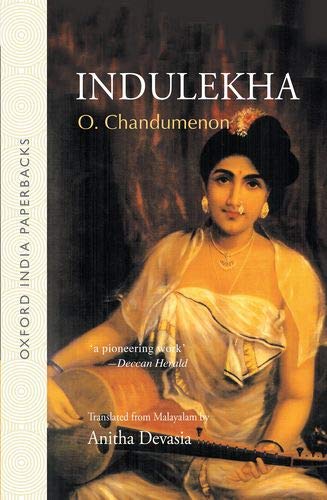 INDULEKHA
O. Chandumenon
OXFORD INDIA PAPERBACKS
'a pioneering work'
—Deccan Herald
Translated from Malayalam by
Anitha Devasia